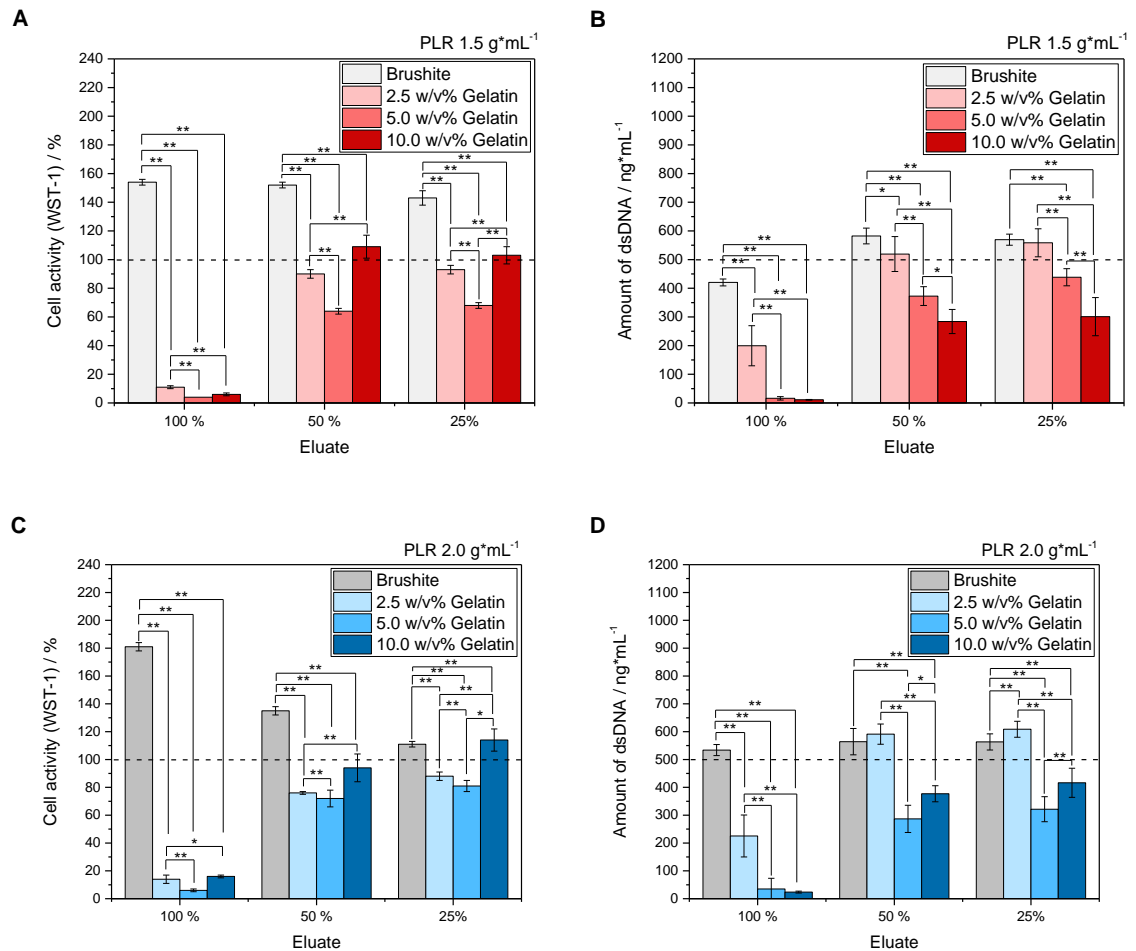 A
PLR 1.5 g*mL-1
Cell activity (WST-1) / %
240
220
200
180
160
140
120
100
80
60
40
20
0
Brushite
2.5 w/v% Gelatin
5.0 w/v% Gelatin
10.0 w/v% Gelatin
** ** ** ** ** ** ** ** ** ** ** ** ** ** ** **
100 % 50 % 25%
Eluate
B
PLR 1.5 g*mL-1
Amount of dsDNA / ng*mL-1
1200
1100
1000
900
800
700
600
500
400
300
200
100
0
Brushite
2.5 w/v% Gelatin
5.0 w/v% Gelatin
10.0 w/v% Gelatin
** ** ** ** ** ** ** * ** ** * ** ** ** ** **
100 % 50 % 25%
Eluate
C
PLR 2.0 g*mL-1
Cell activity (WST-1) / %
240
220
200
180
160
140
120
100
80
60
40
20
0
Brushite
2.5 w/v% Gelatin
5.0 w/v% Gelatin
10.0 w/v% Gelatin
** ** ** * ** ** ** ** ** ** ** ** ** ** ** *
100 % 50 % 25%
Eluate
D
PLR 2.0 g*mL-1
Amount of dsDNA / ng*mL-1
1200
1100
1000
900
800
700
600
500
400
300
200
100
0
Brushite
2.5 w/v% Gelatin
5.0 w/v% Gelatin
10.0 w/v% Gelatin
** ** ** ** ** ** ** * ** ** ** ** ** ** ** **
100 % 50 % 25%
Eluate